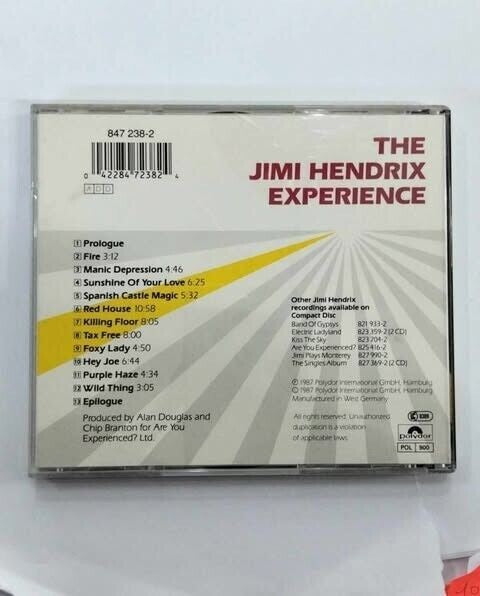 847 238-2
0 42284 72382 4
ADD
THE
JIMI HENDRIX
EXPERIENCE
1 Prologue
2 Fire 3:12
3 Manic Depression 4:46
4 Sunshine Of Your Love 6:25
5 Spanish Castle Magic 5:32
6 Red House 10:58
7 Killing Floor 8:05
8 Tax Free 8:00
9 Foxy Lady 4:50
10 Hey Joe 6:44
11 Purple Haze 4:34
12 Wild Thing 3:05
13 Epilogue
Produced by Alan Douglas and
Chip Branton for Are You
Experienced? Ltd.
Other Jimi Hendrix
recordings available on
Compact Disc
Band Of Gypsys 821 933-2
Electric Ladyland 823 359-2 (2 CD)
Kiss The Sky 823 704-2
Are You Experienced? 825 416-2
Jimi Plays Monterey 827 990-2
The Singles Album 827 369-2 (2 CD)
℗ 1987 Polydor International GmbH, Hamburg
© 1987 Polydor International GmbH, Hamburg
Manufactured in West Germany
All rights reserved. Unauthorized
duplication is a violation
of applicable laws.
polydor
POL 900